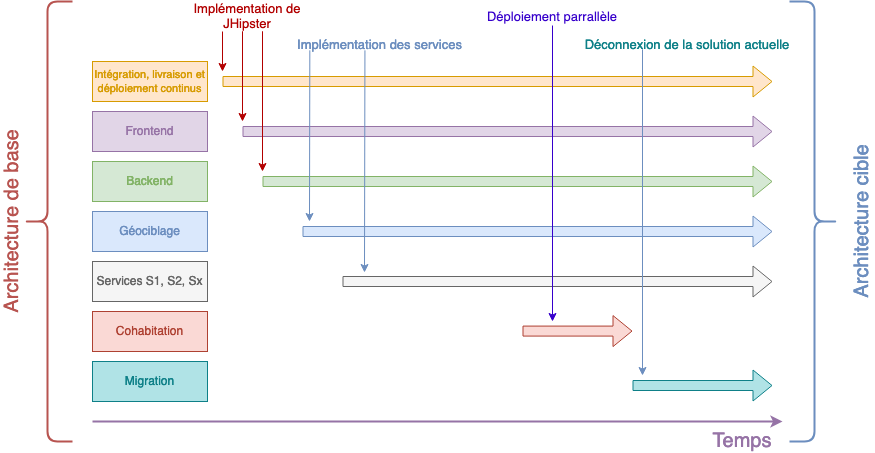 Implémentation de
JHipster
Déploiement parrallèle
Implémentation des services
Déconnexion de la solution actuelle
Intégration, livraison et
déploiement continus
Frontend
Backend
Géociblage
Services S1, S2, Sx
Cohabitation
Migration
Temps
Architecture de base
Architecture cible